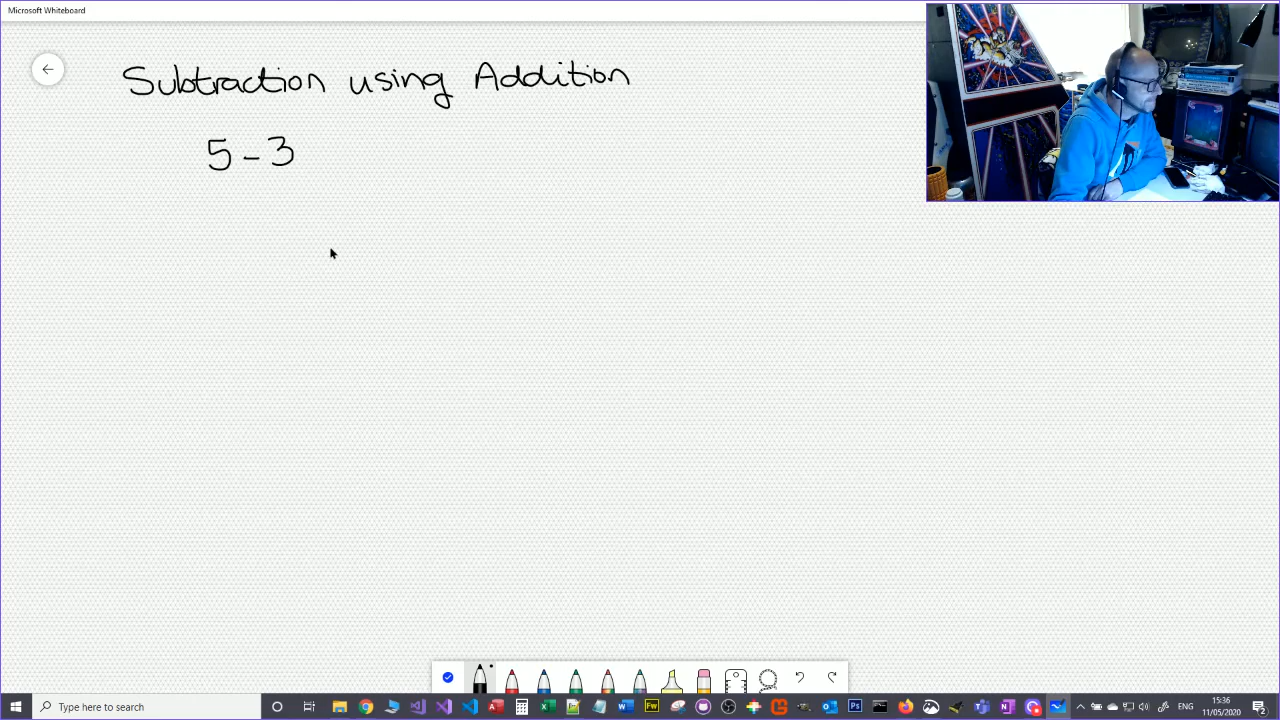 Microsoft Whiteboard
Subtraction using Addition
5 - 3
Type here to search
ENG
15:36
11/05/2020